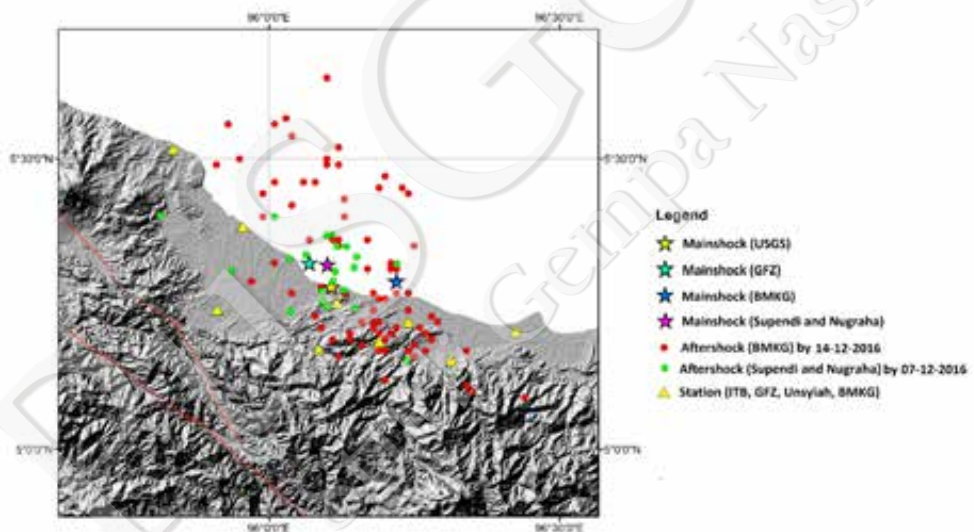 96°0'0"E 96°30'0"E
5°30'0"N 5°30'0"N
Legend
Mainshock (USGS)
Mainshock (GFZ)
Mainshock (BMKG)
Mainshock (Supendi and Nugraha)
Aftershock (BMKG) by 14-12-2016
Aftershock (Supendi and Nugraha) by 07-12-2016
Station (ITB, GFZ, Unsyiah, BMKG)
5°0'0"N 5°0'0"N
96°0'0"E 96°30'0"E
Gempa Nas